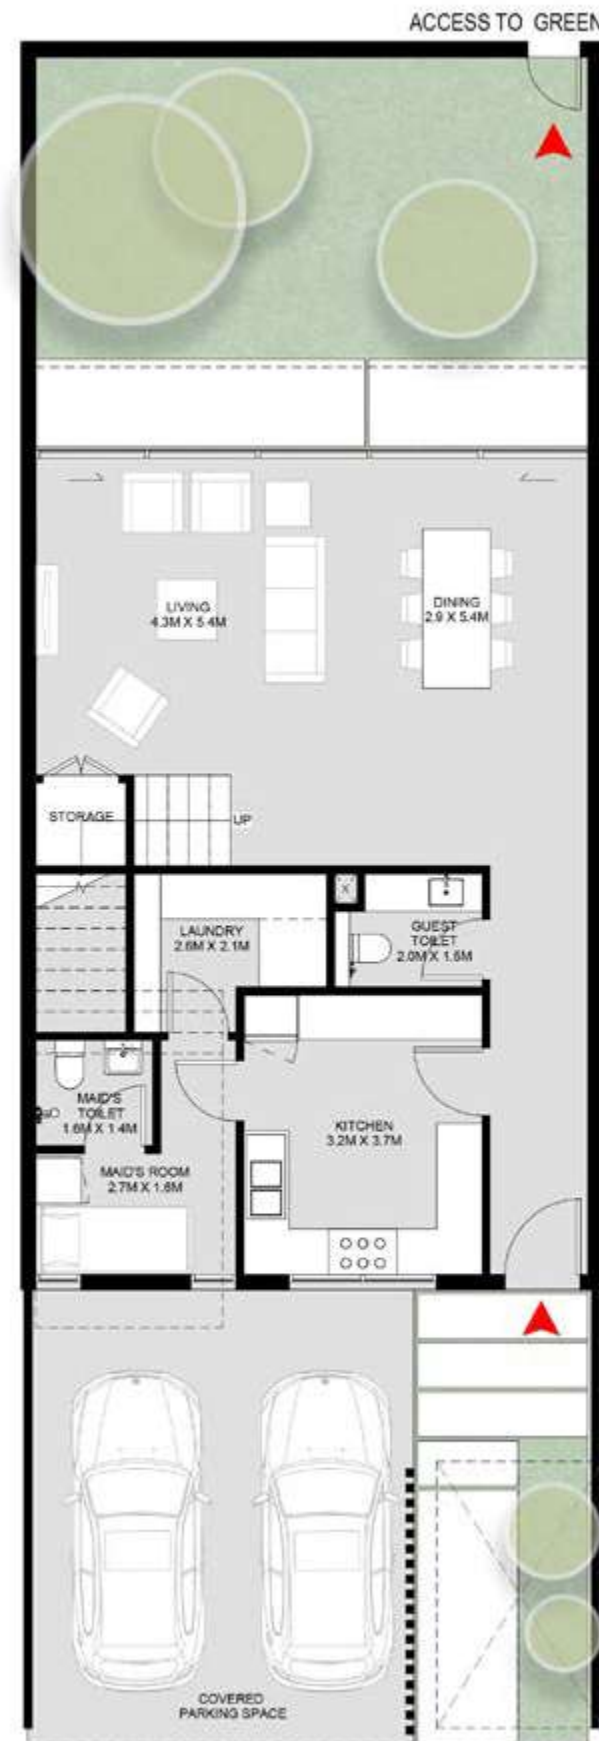 ACCESS TO GREEN
LIVING
4.3M X 5.4M
DINING
2.9 X 5.4M
STORAGE
UP
X
LAUNDRY
2.6M X 2.1M
GUEST
TOILET
2.0M X 1.5M
MAID'S
TOILET
1.6M X 1.4M
KITCHEN
3.2M X 3.7M
MAID'S ROOM
2.7M X 1.8M
COVERED
PARKING SPACE